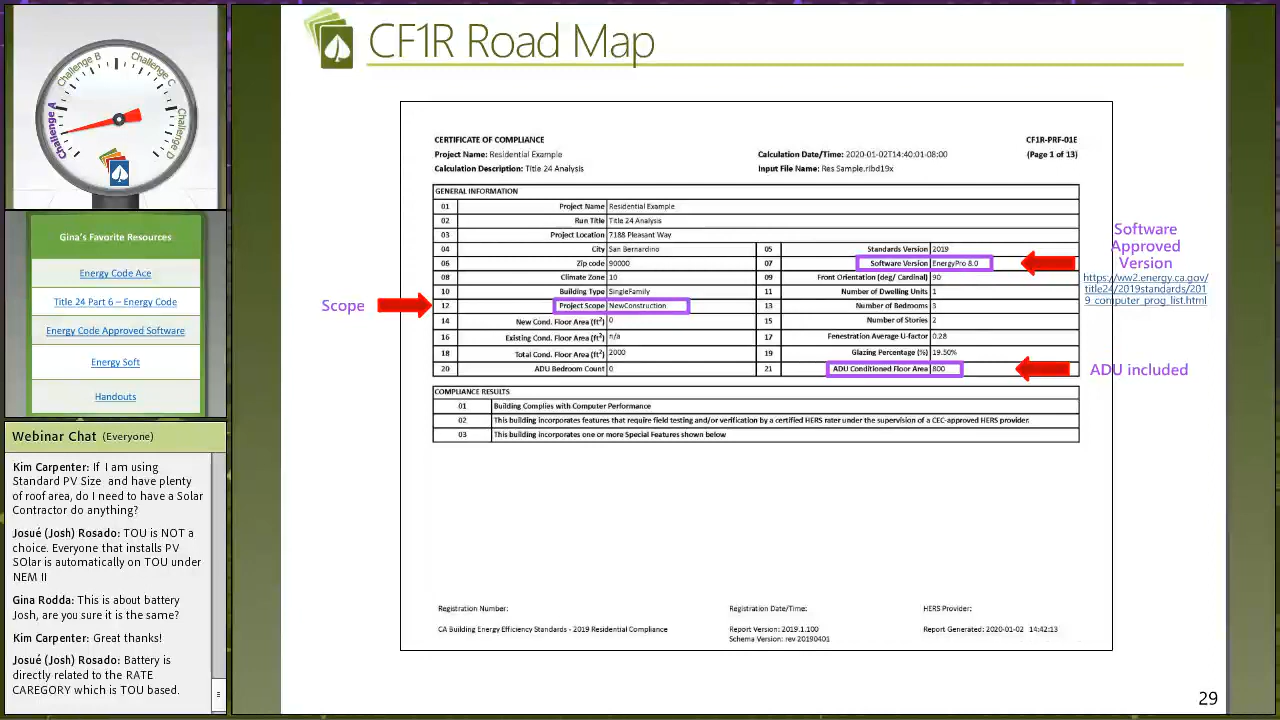 CF1R Road Map
Challenge A
Challenge B
Challenge C
Challenge D
Gina's Favorite Resources
Energy Code Ace
Title 24 Part 6 – Energy Code
Energy Code Approved Software
Energy Soft
Handouts
Webinar Chat (Everyone)
Kim Carpenter: If I am using
Standard PV Size and have plenty
of roof area, do I need to have a Solar
Contractor do anything?
Josué (Josh) Rosado: TOU is NOT a
choice. Everyone that installs PV
SOlar is automatically on TOU under
NEM II
Gina Rodda: This is about battery
Josh, are you sure it is the same?
Kim Carpenter: Great thanks!
Josué (Josh) Rosado: Battery is
directly related to the RATE
CAREGORY which is TOU based.
CERTIFICATE OF COMPLIANCE CF1R-PRF-01E
Project Name: Residential Example Calculation Date/Time: 2020-01-02T14:40:01-08:00 (Page 1 of 13)
Calculation Description: Title 24 Analysis Input File Name: Res Sample.ribd19x
GENERAL INFORMATION
01 Project Name Residential Example
02 Run Title Title 24 Analysis
03 Project Location 7188 Pleasant Way
04 City San Bernardino 05 Standards Version 2019
06 Zip code 90000 07 Software Version EnergyPro 8.0
08 Climate Zone 10 09 Front Orientation (deg/ Cardinal) 90
10 Building Type SingleFamily 11 Number of Dwelling Units 1
12 Project Scope NewConstruction 13 Number of Bedrooms 3
14 New Cond. Floor Area (ft²) 0 15 Number of Stories 2
16 Existing Cond. Floor Area (ft²) n/a 17 Fenestration Average U-factor 0.28
18 Total Cond. Floor Area (ft²) 2000 19 Glazing Percentage (%) 19.50%
20 ADU Bedroom Count 0 21 ADU Conditioned Floor Area 800
COMPLIANCE RESULTS
01 Building Complies with Computer Performance
02 This building incorporates features that require field testing and/or verification by a certified HERS rater under the supervision of a CEC-approved HERS provider.
03 This building incorporates one or more Special Features shown below
Registration Number: Registration Date/Time: HERS Provider:
CA Building Energy Efficiency Standards - 2019 Residential Compliance Report Version: 2019.1.100 Report Generated: 2020-01-02 14:42:13
Schema Version: rev 20190401
Scope
Software
Approved
Version
https://ww2.energy.ca.gov/
title24/2019standards/201
9_computer_prog_list.html
ADU included
29